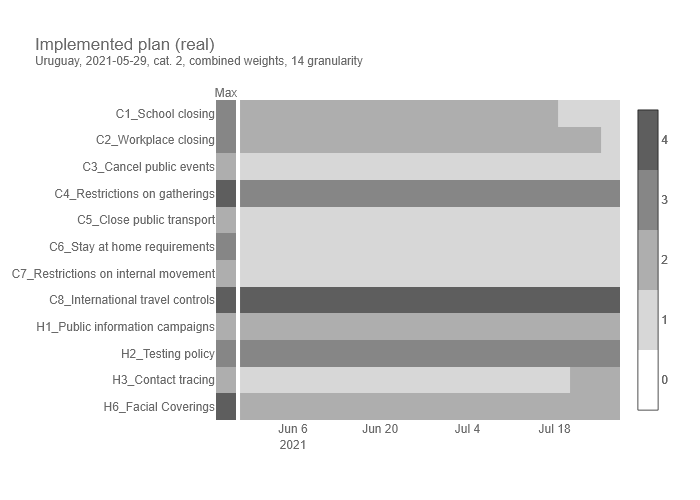 Implemented plan (real)
Uruguay, 2021-05-29, cat. 2, combined weights, 14 granularity
Max
C1_School closing
C2_Workplace closing
C3_Cancel public events
C4_Restrictions on gatherings
C5_Close public transport
C6_Stay at home requirements
C7_Restrictions on internal movement
C8_International travel controls
H1_Public information campaigns
H2_Testing policy
H3_Contact tracing
H6_Facial Coverings
Jun 6 Jun 20 Jul 4 Jul 18
2021
4
3
2
1
0